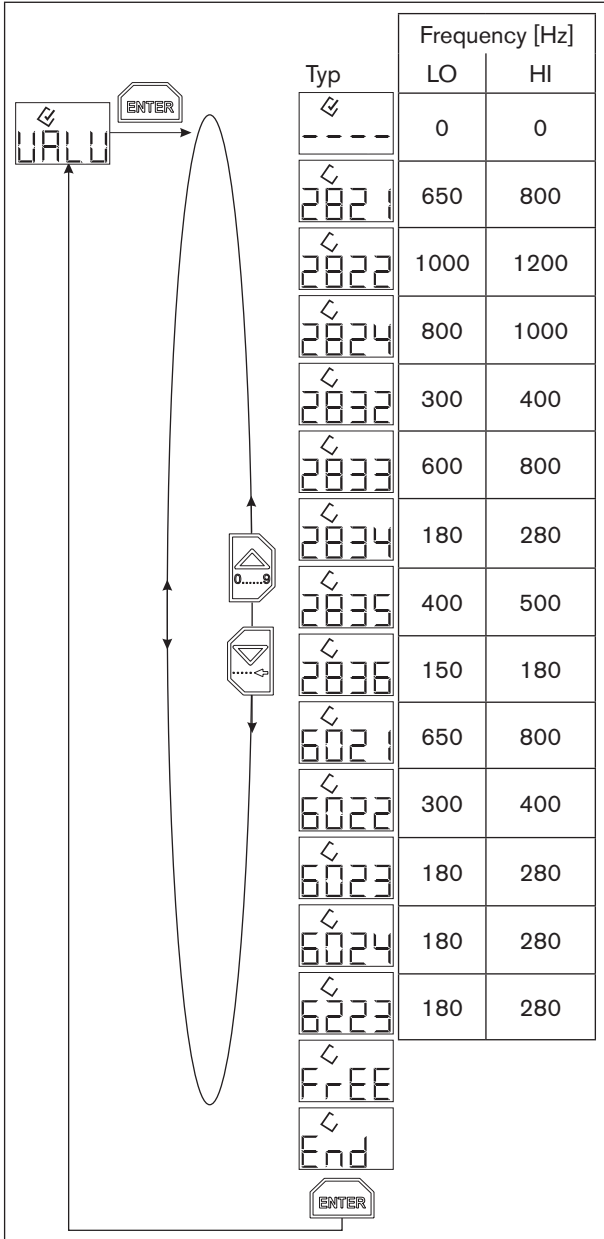 Frequency [Hz]
Typ LO HI
ENTER
VALV
---- 0 0
2821 650 800
2822 1000 1200
2824 800 1000
2832 300 400
2833 600 800
2834 180 280
0......9
2835 400 500
2836 150 180
6021 650 800
6022 300 400
6023 180 280
6024 180 280
6223 180 280
FrEE
End
ENTER